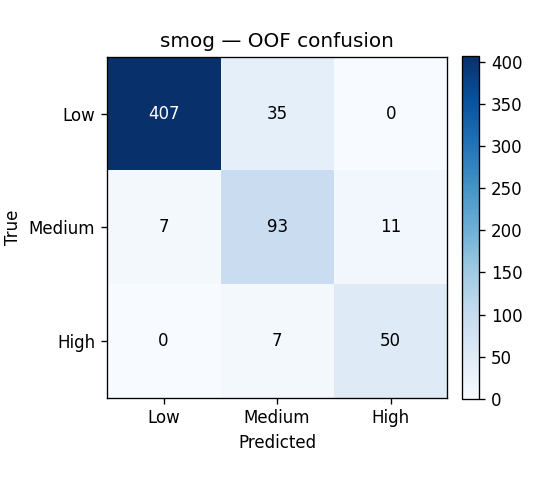 smog — OOF confusion
True
Low 407 35 0
Medium 7 93 11
High 0 7 50
Low Medium High
Predicted
400
350
300
250
200
150
100
50
0